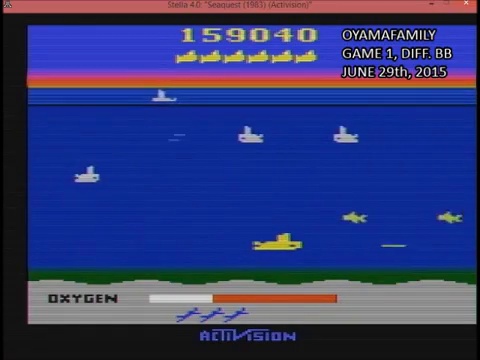 Stella 4.0: "Seaquest (1983) (Activision)"
159040
OYAMAFAMILY
GAME 1, DIFF. BB
JUNE 29th, 2015
OXYGEN
ACTIVISION